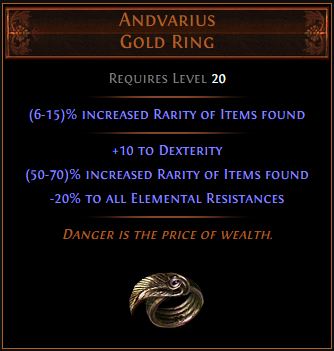 Andvarius
Gold Ring
Requires Level 20
(6-15)% increased Rarity of Items found
+10 to Dexterity
(50-70)% increased Rarity of Items found
-20% to all Elemental Resistances
Danger is the price of wealth.